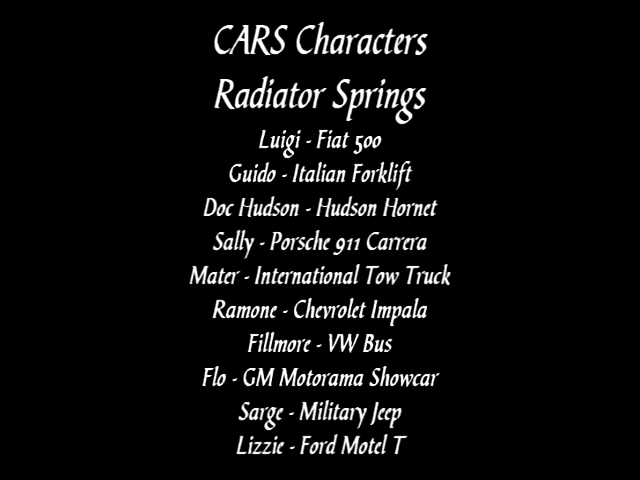 CARS Characters
Radiator Springs
Luigi - Fiat 500
Guido - Italian Forklift
Doc Hudson - Hudson Hornet
Sally - Porsche 911 Carrera
Mater - International Tow Truck
Ramone - Chevrolet Impala
Fillmore - VW Bus
Flo - GM Motorama Showcar
Sarge - Military Jeep
Lizzie - Ford Motel T